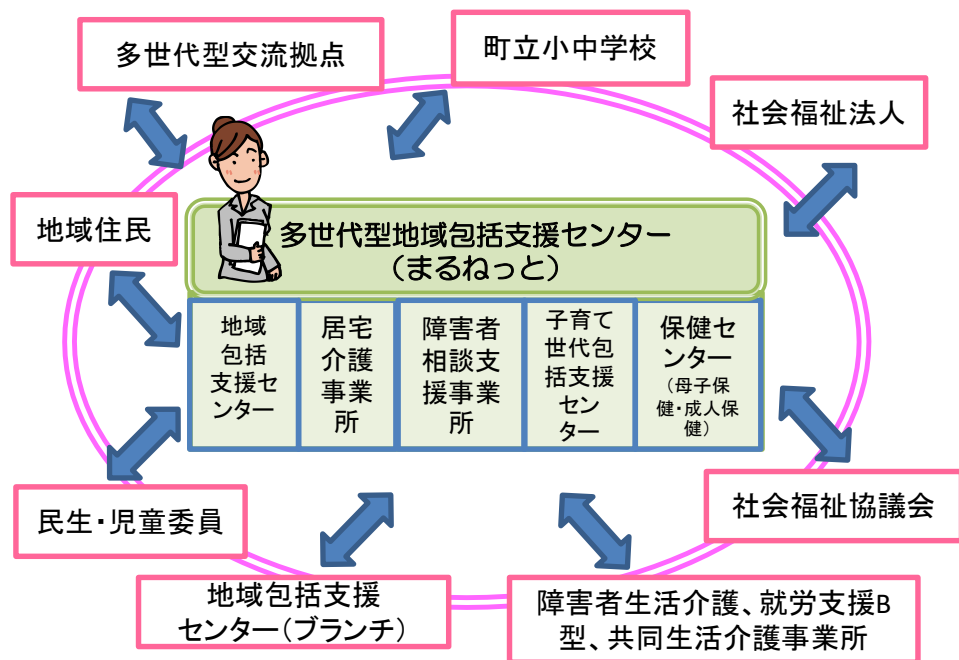 多世代型交流拠点
町立小中学校
社会福祉法人
地域住民
多世代型地域包括支援センター
（まるねっと）
地域
包括
支援セ
ンター
居宅
介護
事業
所
障害者
相談支
援事業
所
子育て
世代包
括支援
セン
ター
保健セ
ンター
（母子保
健・成人保
健）
民生・児童委員
社会福祉協議会
地域包括支援
センター（ブランチ）
障害者生活介護、就労支援B
型、共同生活介護事業所